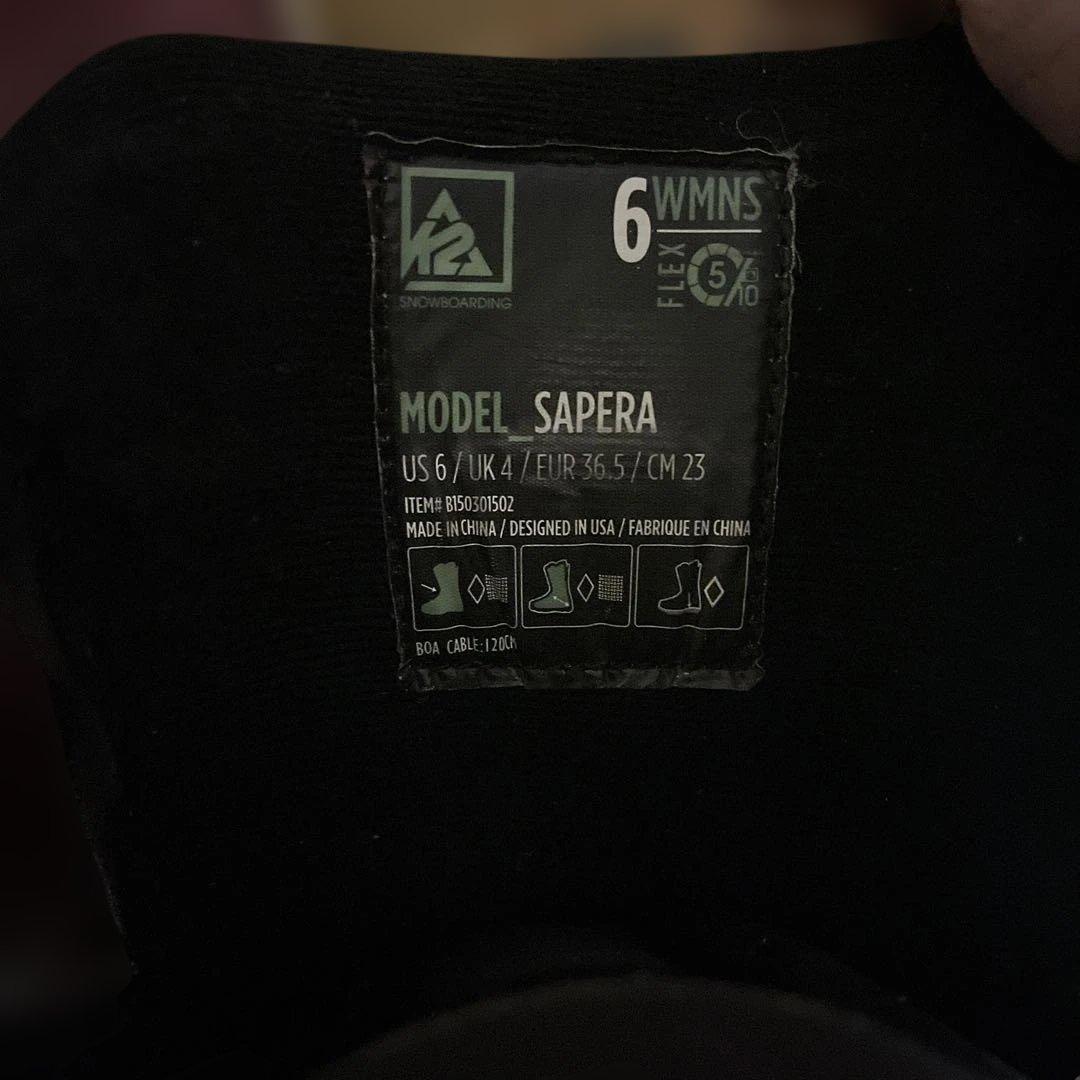 K2
SNOWBOARDING
6 WMNS
FLEX 5/10
MODEL_SAPERA
US 6 / UK 4 / EUR 36.5 / CM 23
ITEM# B150301502
MADE IN CHINA / DESIGNED IN USA / FABRIQUE EN CHINA
BOA CABLE:120CM